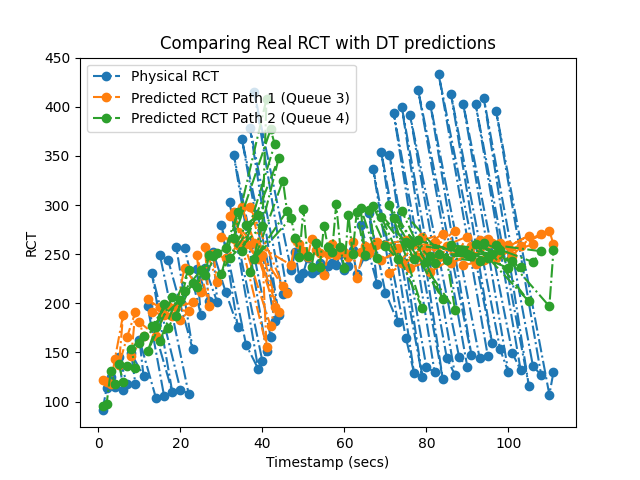 Comparing Real RCT with DT predictions
Physical RCT
Predicted RCT Path 1 (Queue 3)
Predicted RCT Path 2 (Queue 4)
450
400
350
300
250
200
150
100
RCT
0 20 40 60 80 100
Timestamp (secs)